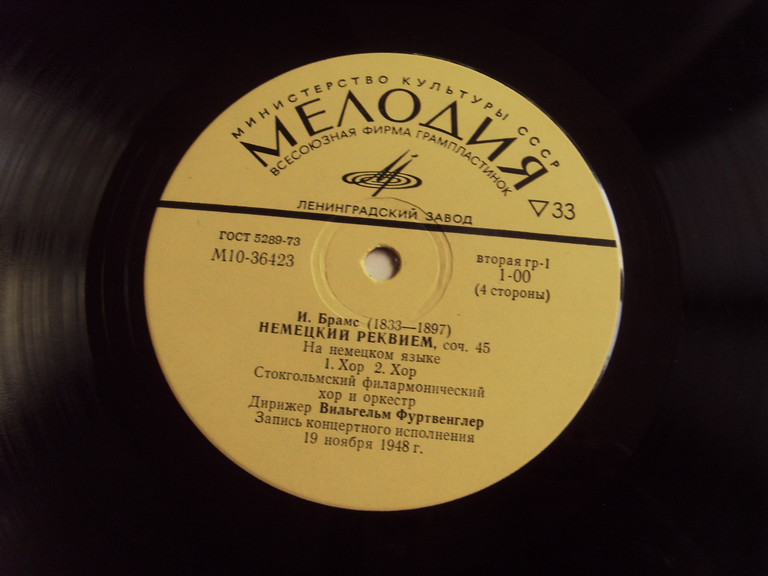 МИНИСТЕРСТВО КУЛЬТУРЫ СССР
МЕЛОДИЯ
ВСЕСОЮЗНАЯ ФИРМА ГРАМПЛАСТИНОК
ЛЕНИНГРАДСКИЙ ЗАВОД
▽33
ГОСТ 5289-73
М10-36423
вторая гр-I
1-00
(4 стороны)
И. Брамс (1833—1897)
НЕМЕЦКИЙ РЕКВИЕМ, соч. 45
На немецком языке
1. Хор 2. Хор
Стокгольмский филармонический
хор и оркестр
Дирижер Вильгельм Фуртвенглер
Запись концертного исполнения
19 ноября 1948 г.